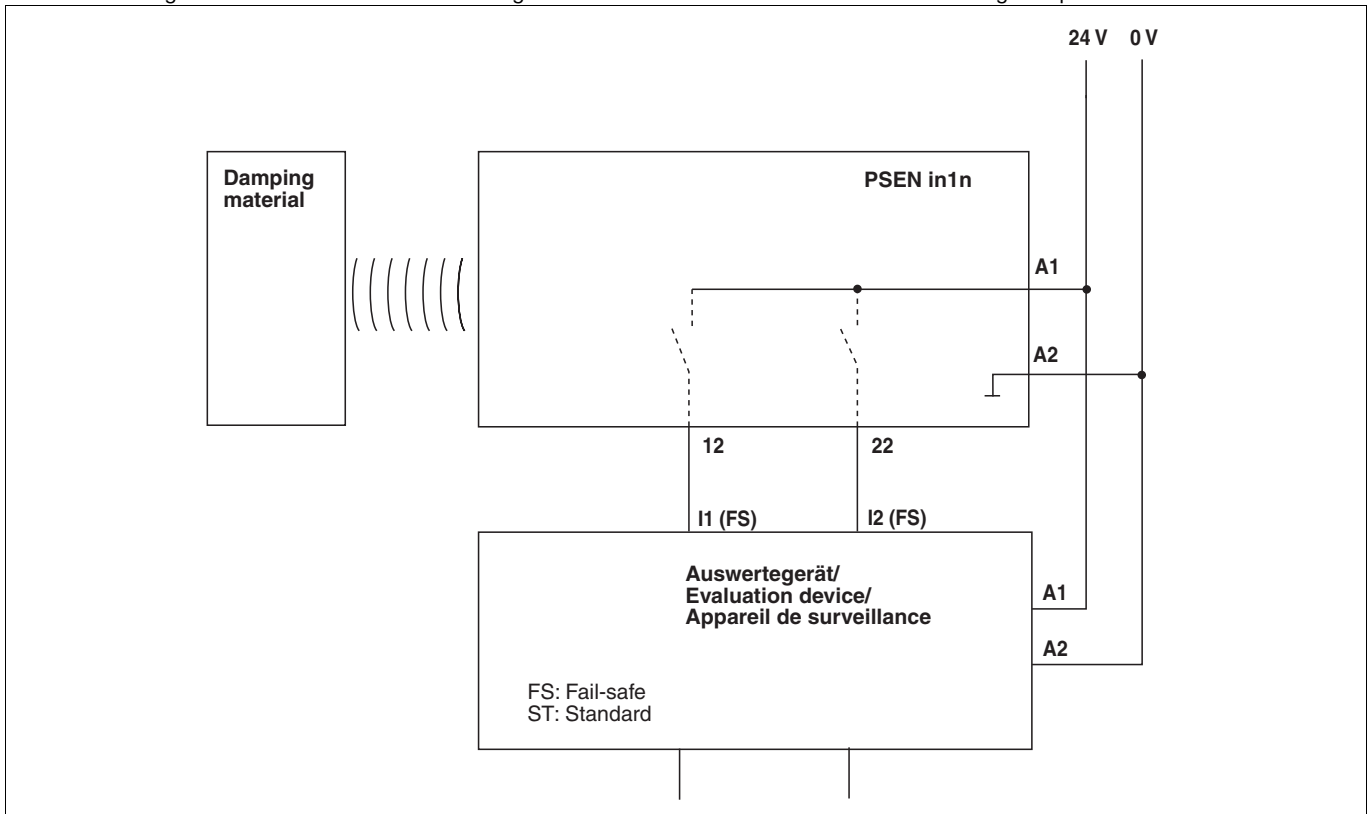 24 V 0 V
Damping
material
PSEN in1n
A1
A2
12 22
I1 (FS) I2 (FS)
Auswertegerät/
Evaluation device/
Appareil de surveillance
A1
A2
FS: Fail-safe
ST: Standard